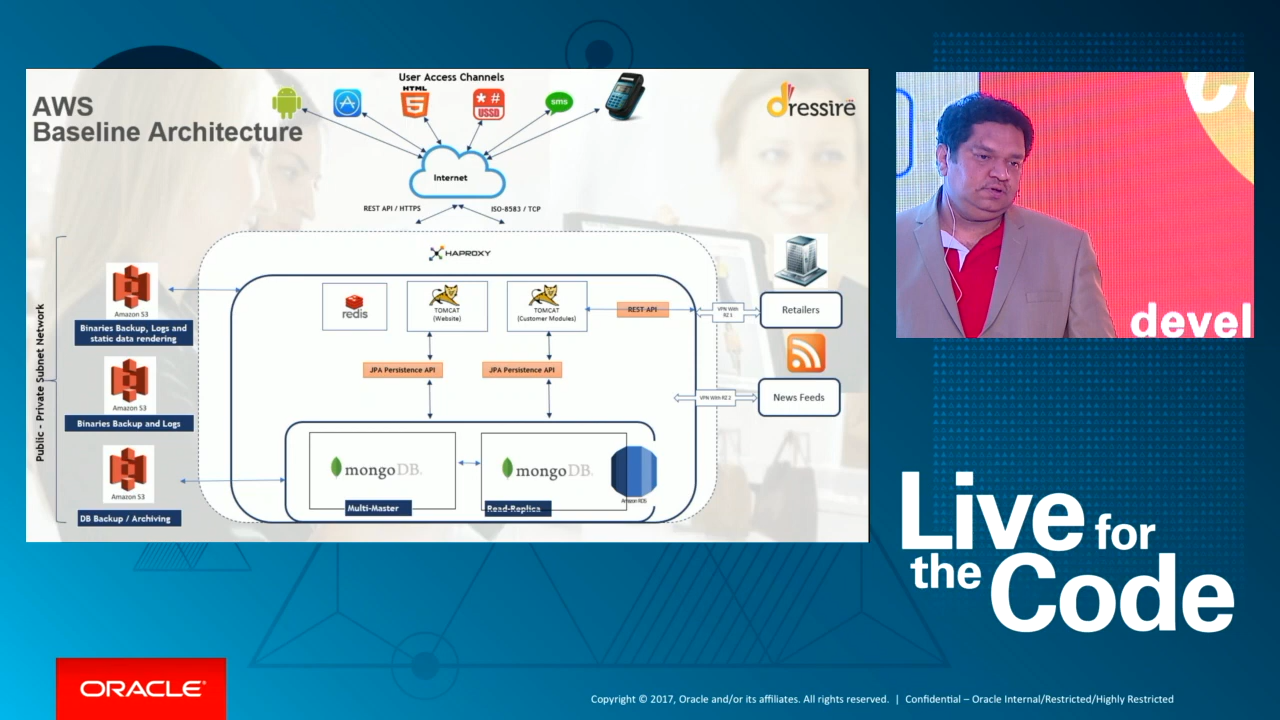 User Access Channels
AWS
Baseline Architecture
HTML
5
* #
USSD
sms
dressire
Internet
REST API / HTTPS
ISO-8583 / TCP
HAPROXY
Public - Private Subnet Network
Amazon S3
Binaries Backup, Logs and
static data rendering
Amazon S3
Binaries Backup and Logs
Amazon S3
DB Backup / Archiving
redis
TOMCAT
(Website)
TOMCAT
(Customer Modules)
REST API
VPN With
RZ 1
Retailers
JPA Persistence API
JPA Persistence API
VPN With RZ 2
News Feeds
mongoDB.
Multi-Master
mongoDB.
Read-Replica
Amazon RDS
devel
Live for
the Code
ORACLE
Copyright © 2017, Oracle and/or its affiliates. All rights reserved. | Confidential – Oracle Internal/Restricted/Highly Restricted